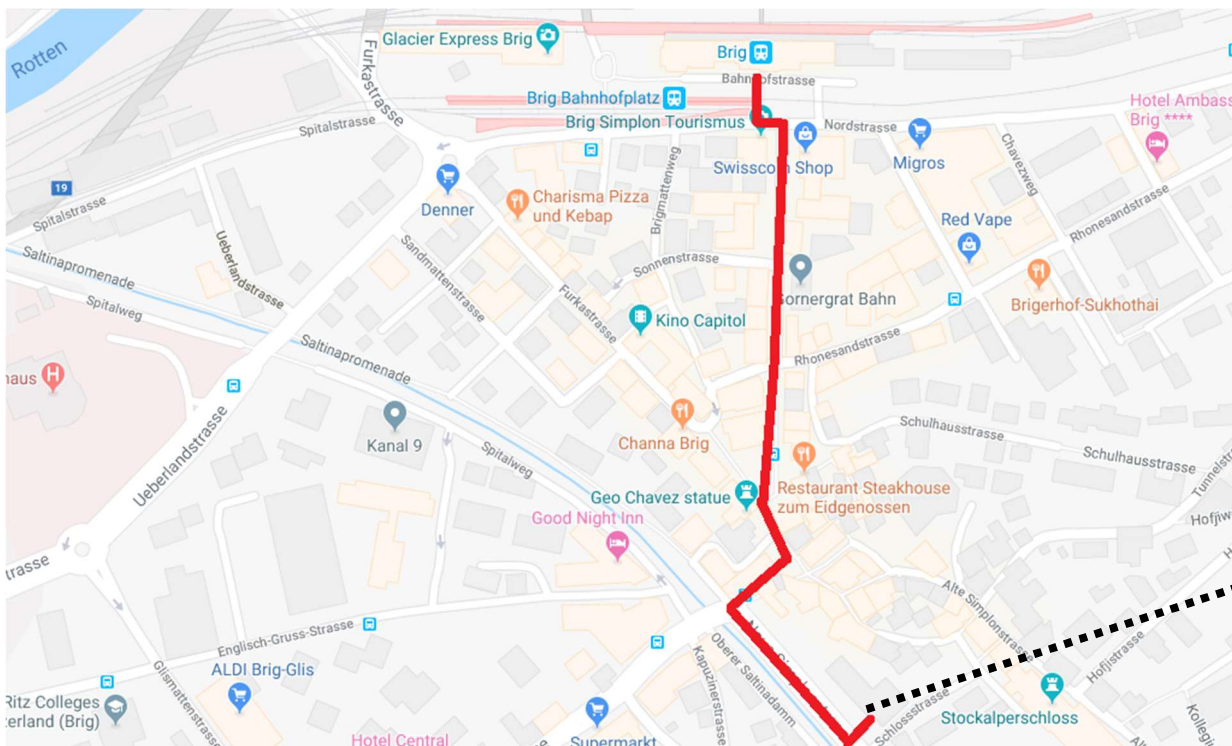 Rotten
Furkastrasse
Glacier Express Brig
Brig
Bahnhofstrasse
Brig Bahnhofplatz
Brig Simplon Tourismus
Spitalstrasse
Nordstrasse
Hotel Ambass
Brig ****
Swisscom Shop
Migros
Chavezweg
19
Denner
Charisma Pizza
und Kebap
Brigmattenweg
Spitalstrasse
Ueberlandstrasse
Sandmattenstrasse
Red Vape
Rhonesandstrasse
Saltinapromenade
Sonnenstrasse
Spitalweg
Furkastrasse
Gornergrat Bahn
Brigerhof-Sukhothai
Kino Capitol
Saltinapromenade
Rhonesandstrasse
haus
H
Kanal 9
Channa Brig
Schulhausstrasse
Schulhausstrasse
Ueberlandstrasse
Spitalweg
Tunnelstr
Geo Chavez statue
Restaurant Steakhouse
zum Eidgenossen
Good Night Inn
Hofjiw
trasse
Alte Simplonstrasse
Englisch-Gruss-Strasse
Oberer Saltinadamm
Kapuzinerstrasse
Hofjistrasse
Glismattenstrasse
ALDI Brig-Glis
Ritz Colleges
terland (Brig)
Schlossstrasse
Stockalperschloss
Hotel Central
Supermarkt
Kolleg